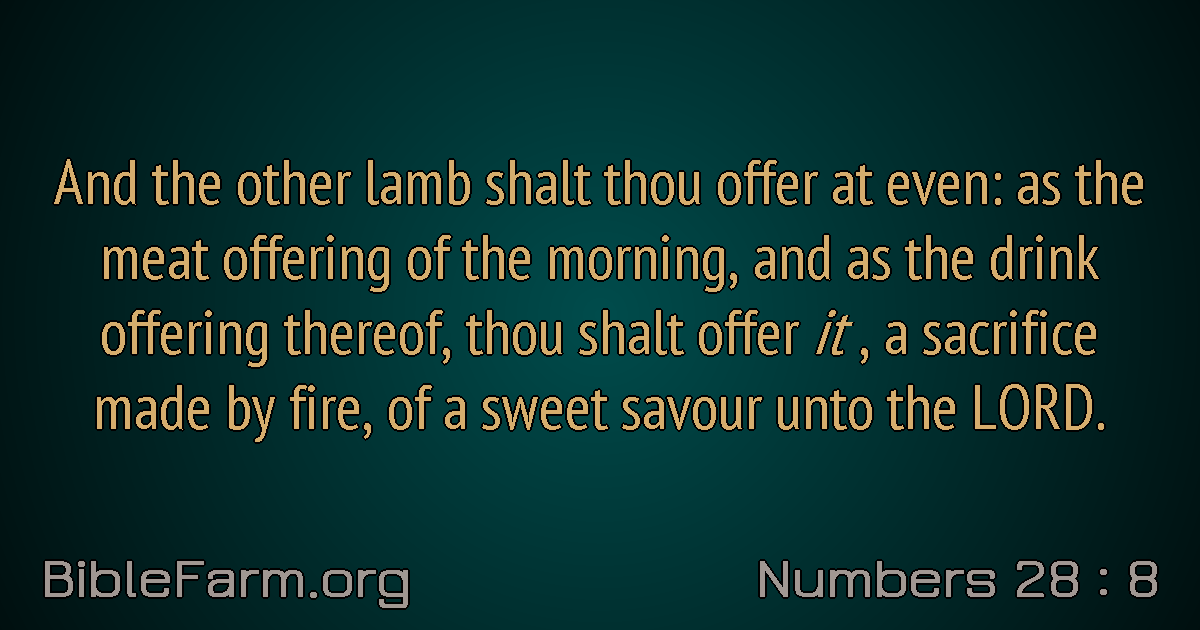 And the other lamb shalt thou offer at even: as the
meat offering of the morning, and as the drink
offering thereof, thou shalt offer it , a sacrifice
made by fire, of a sweet savour unto the LORD.
BibleFarm.org
Numbers 28 : 8